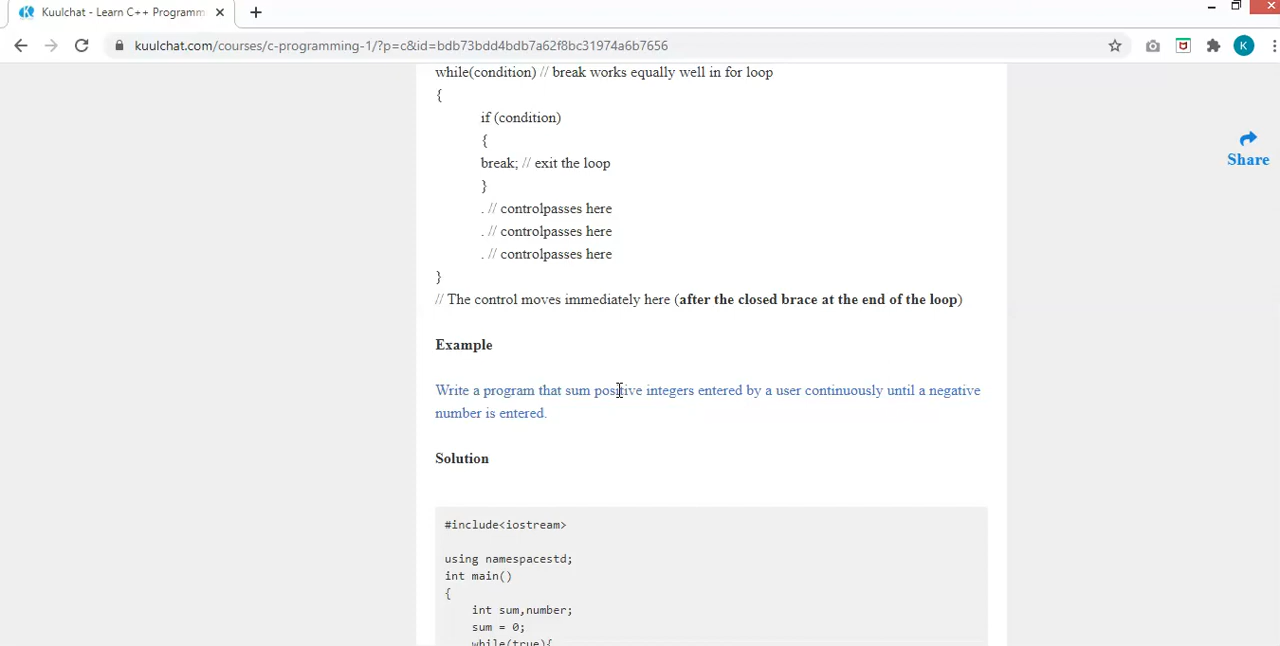 Kuulchat - Learn C++ Programm
kuulchat.com/courses/c-programming-1/?p=c&id=bdb73bdd4bdb7a62f8bc31974a6b7656
K
while(condition) // break works equally well in for loop
{
if (condition)
{
break; // exit the loop
}
. // controlpasses here
. // controlpasses here
. // controlpasses here
}
// The control moves immediately here (after the closed brace at the end of the loop)
Share
Example
Write a program that sum positive integers entered by a user continuously until a negative
number is entered.
Solution
#include<iostream>
using namespacestd;
int main()
{
int sum,number;
sum = 0;
while(true){